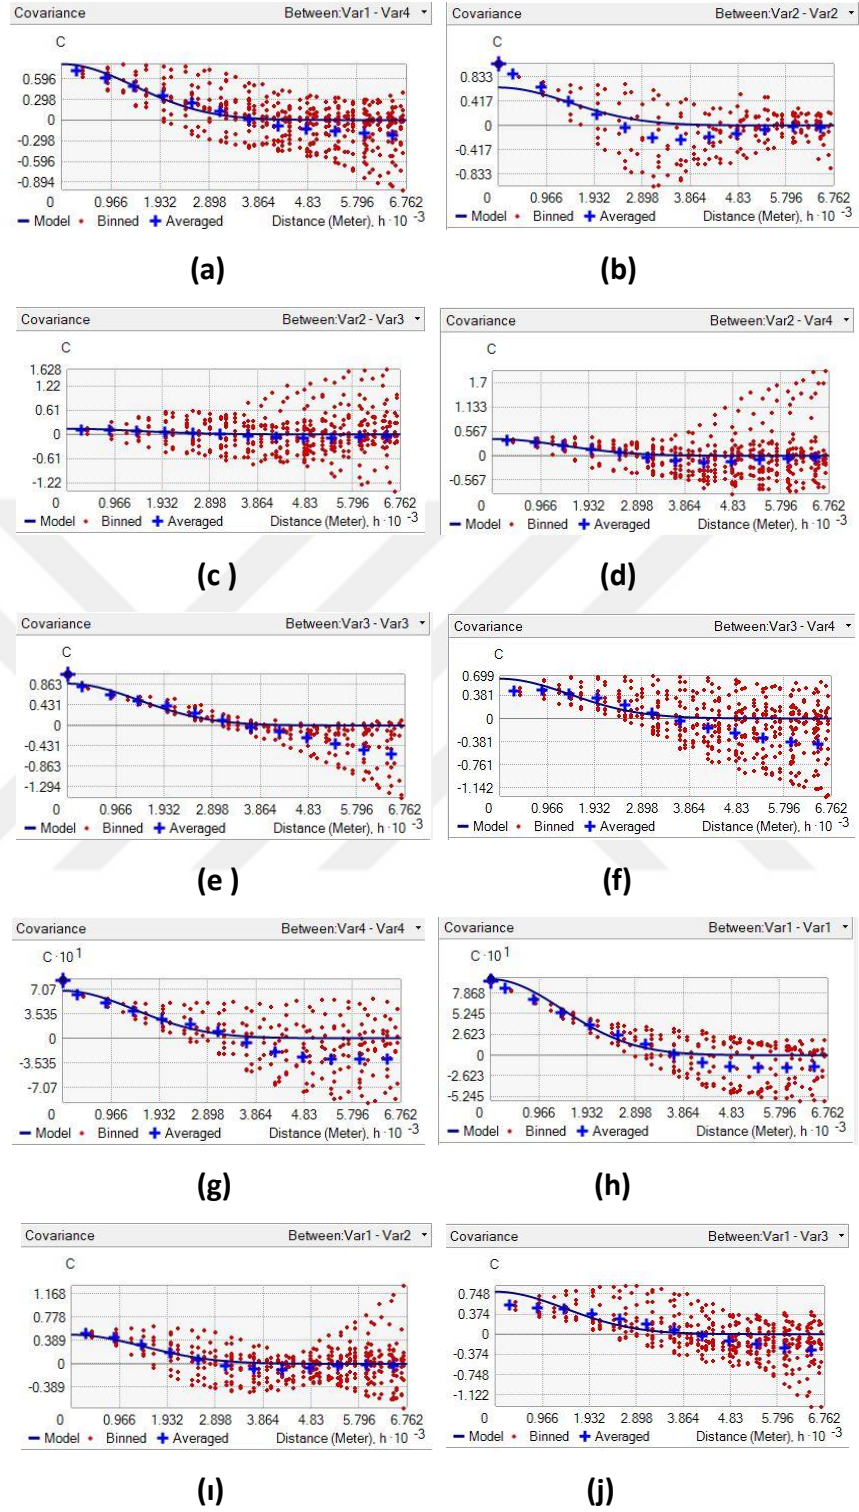 Covariance Between:Var1 - Var4
C
0.596
0.298
0
-0.298
-0.596
-0.894
0 0.966 1.932 2.898 3.864 4.83 5.796 6.762
Model Binned Averaged Distance (Meter), h · 10 -3
(a)
Covariance Between:Var2 - Var2
C
0.833
0.417
0
-0.417
-0.833
0 0.966 1.932 2.898 3.864 4.83 5.796 6.762
Model Binned Averaged Distance (Meter), h · 10 -3
(b)
Covariance Between:Var2 - Var3
C
1.628
1.22
0.61
0
-0.61
-1.22
0 0.966 1.932 2.898 3.864 4.83 5.796 6.762
Model Binned Averaged Distance (Meter), h · 10 -3
(c )
Covariance Between:Var2 - Var4
C
1.7
1.133
0.567
0
-0.567
0 0.966 1.932 2.898 3.864 4.83 5.796 6.762
Model Binned Averaged Distance (Meter), h · 10 -3
(d)
Covariance Between:Var3 - Var3
C
0.863
0.431
0
-0.431
-0.863
-1.294
0 0.966 1.932 2.898 3.864 4.83 5.796 6.762
Model Binned Averaged Distance (Meter), h · 10 -3
(e )
Covariance Between:Var3 - Var4
C
0.699
0.381
0
-0.381
-0.761
-1.142
0 0.966 1.932 2.898 3.864 4.83 5.796 6.762
Model Binned Averaged Distance (Meter), h · 10 -3
(f)
Covariance Between:Var4 - Var4
C · 10 1
7.07
3.535
0
-3.535
-7.07
0 0.966 1.932 2.898 3.864 4.83 5.796 6.762
Model Binned Averaged Distance (Meter), h · 10 -3
(g)
Covariance Between:Var1 - Var1
C · 10 1
7.868
5.245
2.623
0
-2.623
-5.245
0 0.966 1.932 2.898 3.864 4.83 5.796 6.762
Model Binned Averaged Distance (Meter), h · 10 -3
(h)
Covariance Between:Var1 - Var2
C
1.168
0.778
0.389
0
-0.389
0 0.966 1.932 2.898 3.864 4.83 5.796 6.762
Model Binned Averaged Distance (Meter), h · 10 -3
(ı)
Covariance Between:Var1 - Var3
C
0.748
0.374
0
-0.374
-0.748
-1.122
0 0.966 1.932 2.898 3.864 4.83 5.796 6.762
Model Binned Averaged Distance (Meter), h · 10 -3
(j)